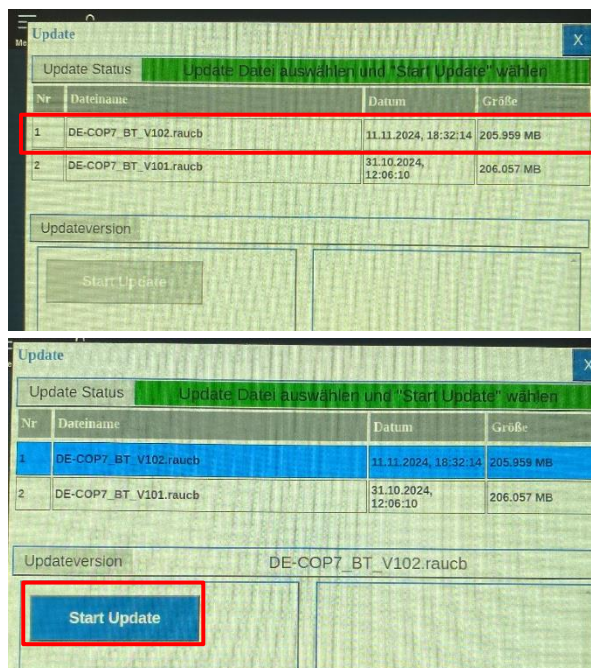 Me
Update
X
Update Status Update Datei auswählen und "Start Update" wählen
Nr Dateiname Datum Größe
1 DE-COP7_BT_V102.raucb 11.11.2024, 18:32:14 205.959 MB
2 DE-COP7_BT_V101.raucb 31.10.2024, 12:06:10 206.057 MB
Updateversion
Start Update
Update
X
Update Status Update Datei auswählen und "Start Update" wählen
Nr Dateiname Datum Größe
1 DE-COP7_BT_V102.raucb 11.11.2024, 18:32:14 205.959 MB
2 DE-COP7_BT_V101.raucb 31.10.2024, 12:06:10 206.057 MB
Updateversion DE-COP7_BT_V102.raucb
Start Update